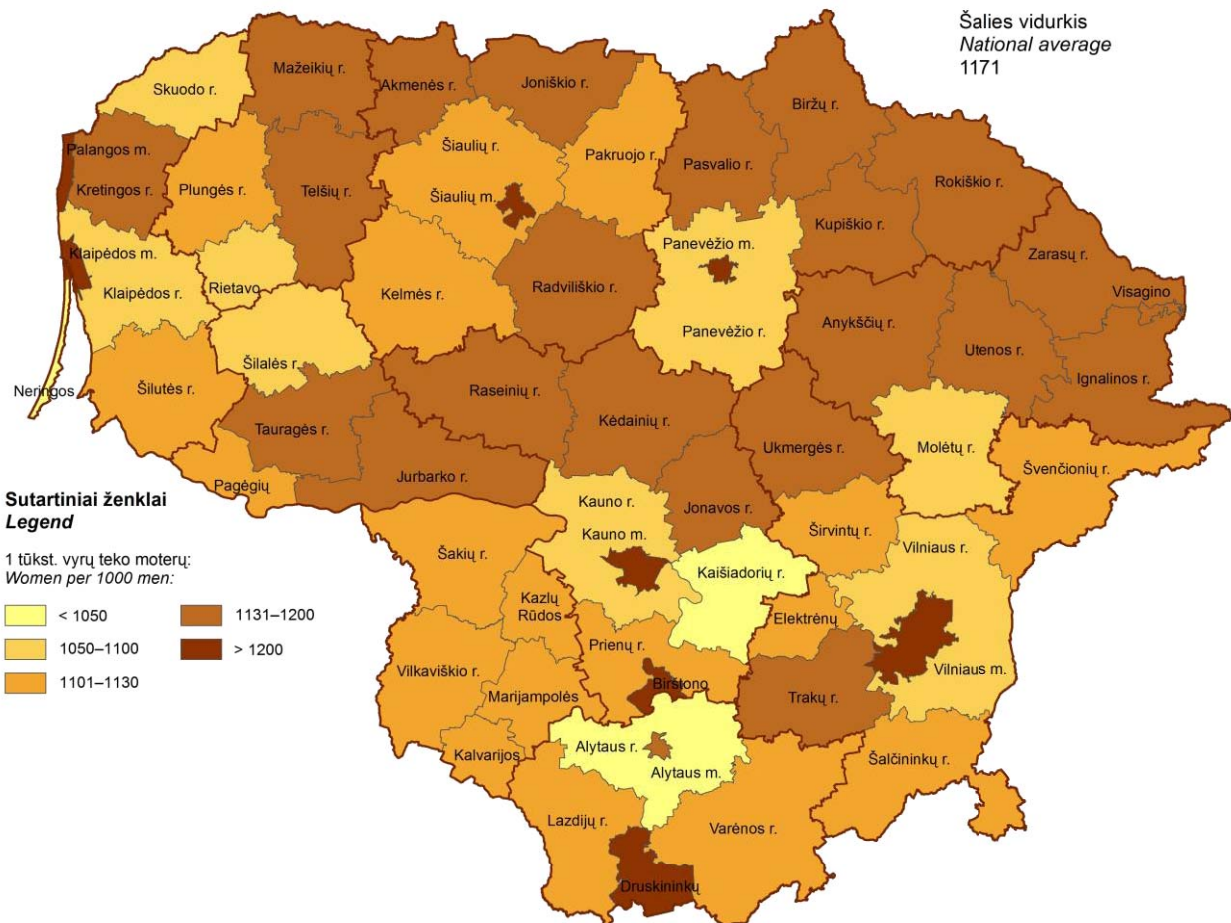 Šalies vidurkis
National average
1171
Skuodo r.
Mažeikių r.
Akmenės r.
Joniškio r.
Biržų r.
Palangos m.
Kretingos r.
Plungės r.
Telšių r.
Šiaulių r.
Šiaulių m.
Pakruojo r.
Pasvalio r.
Rokiškio r.
Kupiškio r.
Klaipėdos m.
Klaipėdos r.
Rietavo
Kelmės r.
Radviliškio r.
Panevėžio m.
Panevėžio r.
Zarasų r.
Visagino
Anykščių r.
Utenos r.
Ignalinos r.
Neringos
Šilutės r.
Šilalės r.
Raseinių r.
Kėdainių r.
Tauragės r.
Jurbarko r.
Ukmergės r.
Molėtų r.
Švenčionių r.
Pagėgių
Kauno r.
Kauno m.
Jonavos r.
Širvintų r.
Vilniaus r.
Šakių r.
Kaišiadorių r.
Kazlų
Rūdos
Elektrėnų
Prienų r.
Birštono
Vilniaus m.
Vilkaviškio r.
Marijampolės
Trakų r.
Kalvarijos
Alytaus r.
Alytaus m.
Šalčininkų r.
Lazdijų r.
Varėnos r.
Druskininkų
Sutartiniai ženklai
Legend
1 tūkst. vyrų teko moterų:
Women per 1000 men:
< 1050
1050–1100
1101–1130
1131–1200
> 1200